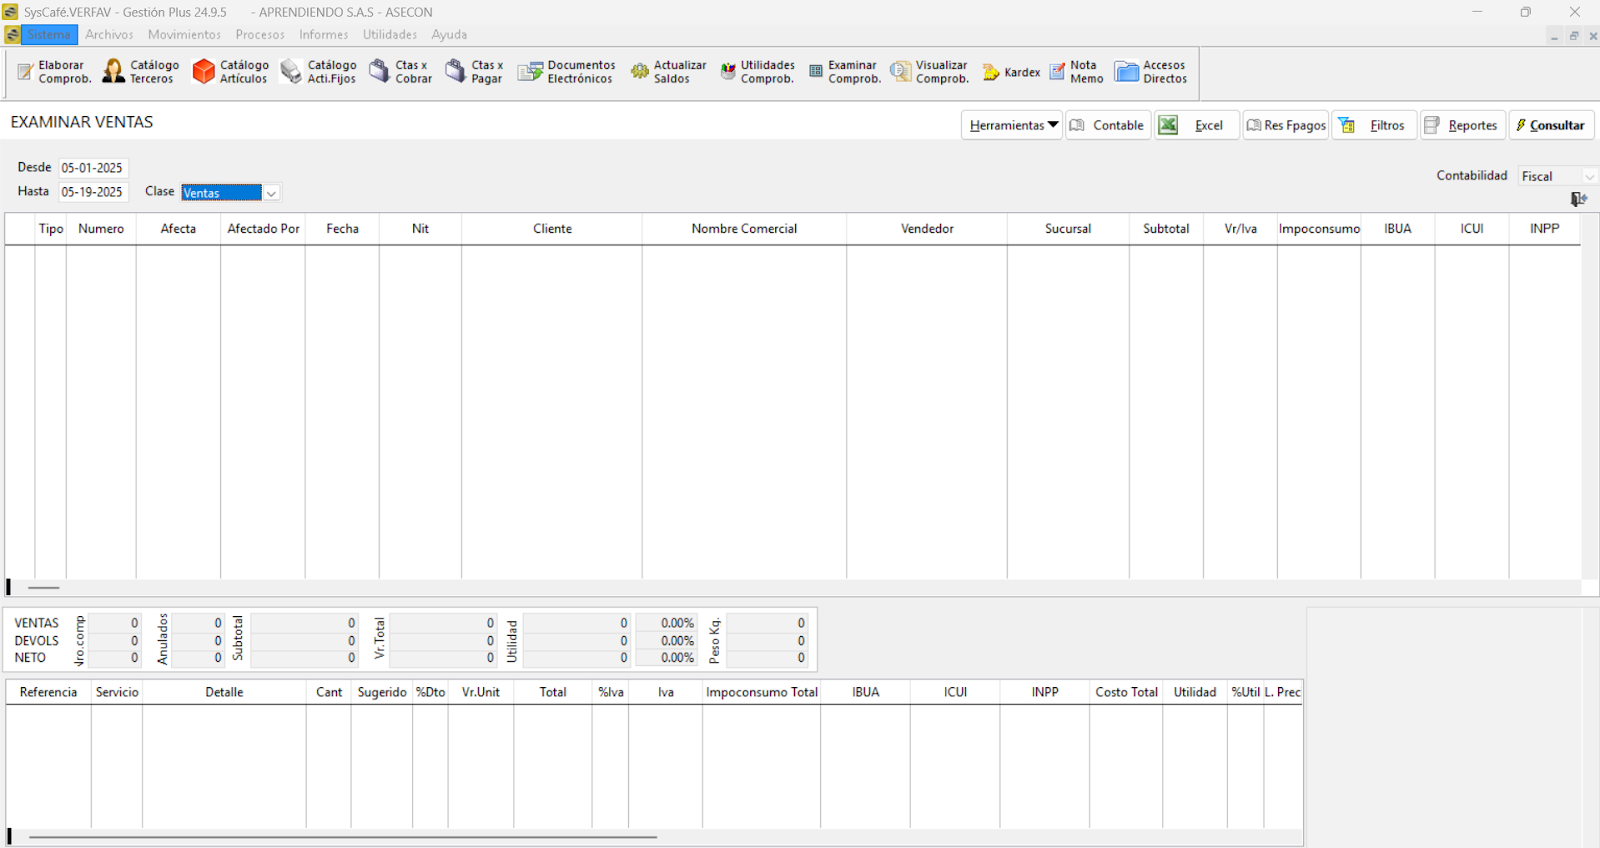 SysCafé.VERFAV - Gestión Plus 24.9.5 - APRENDIENDO S.A.S - ASECON
Sistema Archivos Movimientos Procesos Informes Utilidades Ayuda
Elaborar Comprob.
Catálogo Terceros
Catálogo Artículos
Catálogo Acti.Fijos
Ctas x Cobrar
Ctas x Pagar
Documentos Electrónicos
Actualizar Saldos
Utilidades Comprob.
Examinar Comprob.
Visualizar Comprob.
Kardex
Nota Memo
Accesos Directos
EXAMINAR VENTAS
Herramientas Contable Excel Res Fpagos Filtros Reportes Consultar
Desde 05-01-2025
Hasta 05-19-2025 Clase Ventas
Contabilidad Fiscal
Tipo Numero Afecta Afectado Por Fecha Nit Cliente Nombre Comercial Vendedor Sucursal Subtotal Vr/Iva Impoconsumo IBUA ICUI INPP
Nro.comp Anulados Subtotal Vr.Total Utilidad Peso Kg.
VENTAS 0 0 0 0 0 0.00% 0
DEVOLS 0 0 0 0 0 0.00% 0
NETO 0 0 0 0 0 0.00% 0
Referencia Servicio Detalle Cant Sugerido %Dto Vr.Unit Total %Iva Iva Impoconsumo Total IBUA ICUI INPP Costo Total Utilidad %Util L. Prec